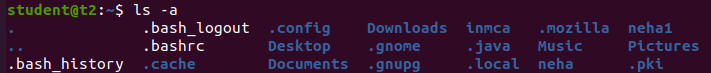 student@t2:~$ ls -a
. .bash_logout .config Downloads inmca .mozilla neha1
.. .bashrc Desktop .gnome .java Music Pictures
.bash_history .cache Documents .gnupg .local neha .pki